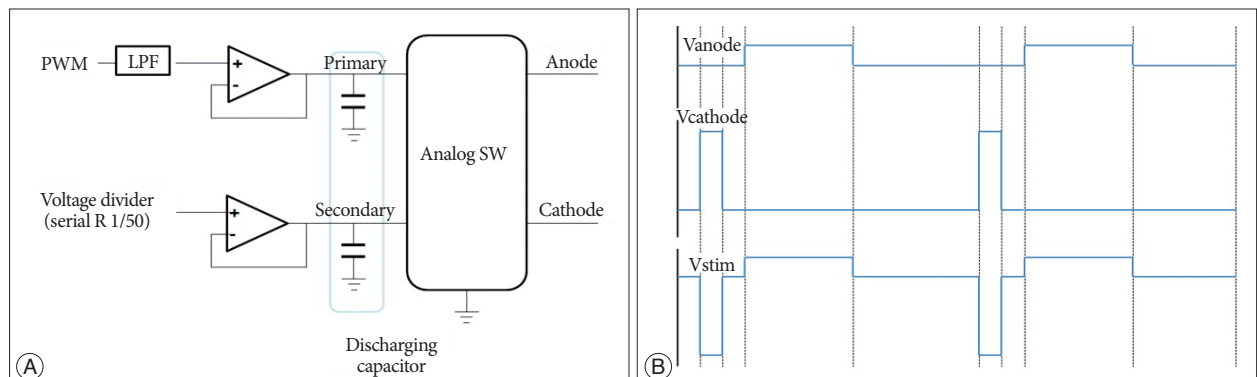 PWM
LPF
+
-
Primary
Anode
Analog SW
Voltage divider
(serial R 1/50)
+
-
Secondary
Cathode
Discharging
capacitor
A
Vanode
Vcathode
Vstim
B